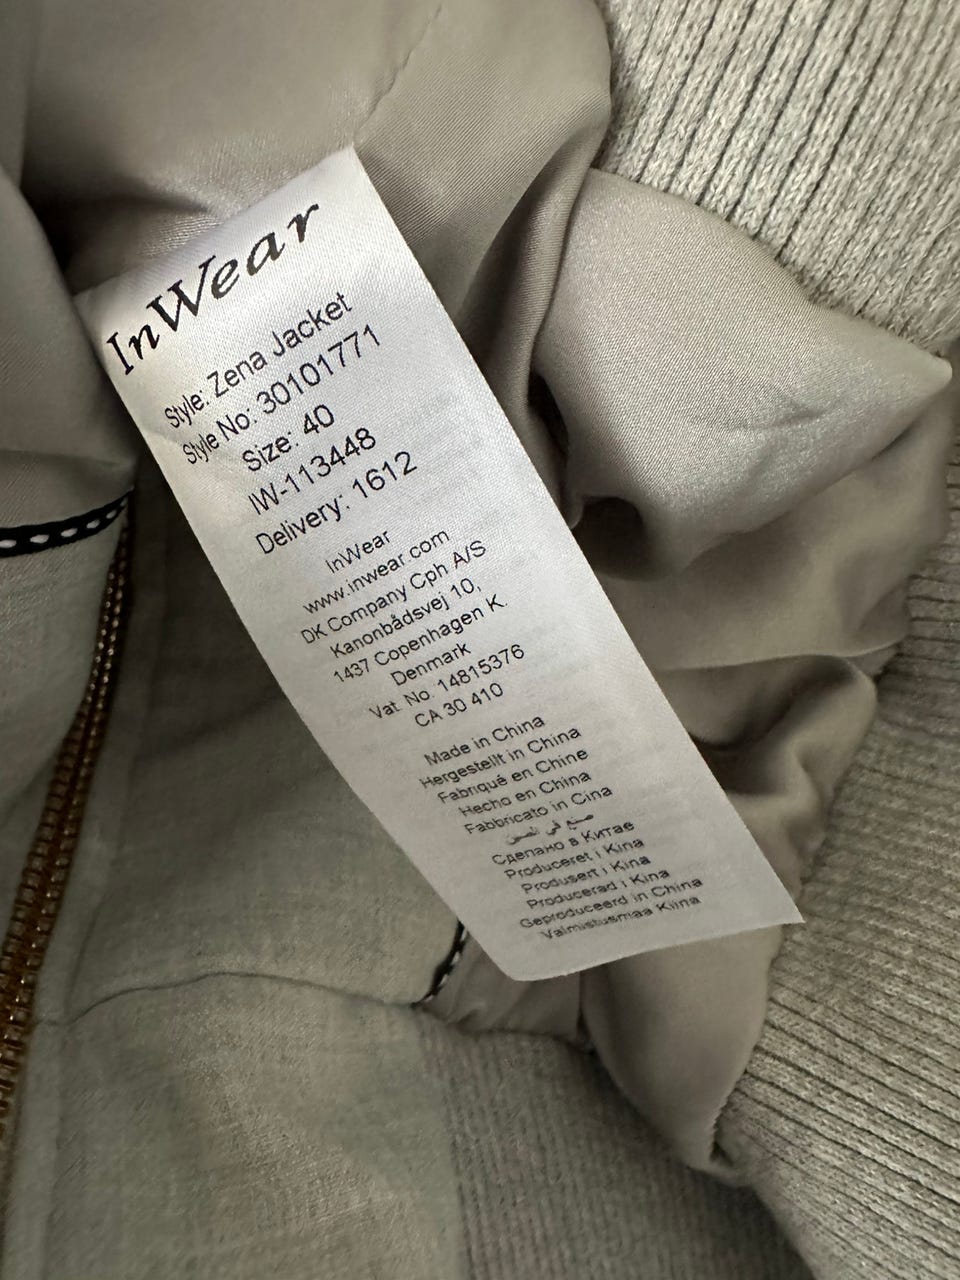 InWear
Style: Zena Jacket
Style No: 30101771
Size: 40
IW-113448
Delivery: 1612
InWear
www.inwear.com
DK Company Cph A/S
Kanonbådsvej 10,
1437 Copenhagen K.
Denmark
Vat. No. 14815376
CA 30 410
Made in China
Hergestellt in China
Fabriqué en Chine
Hecho en China
Fabbricato in Cina
صنع في الصين
Сделано в Китае
Produceret i Kina
Produsert i Kina
Producerad i Kina
Geproduceerd in China
Valmistusmaa Kiina